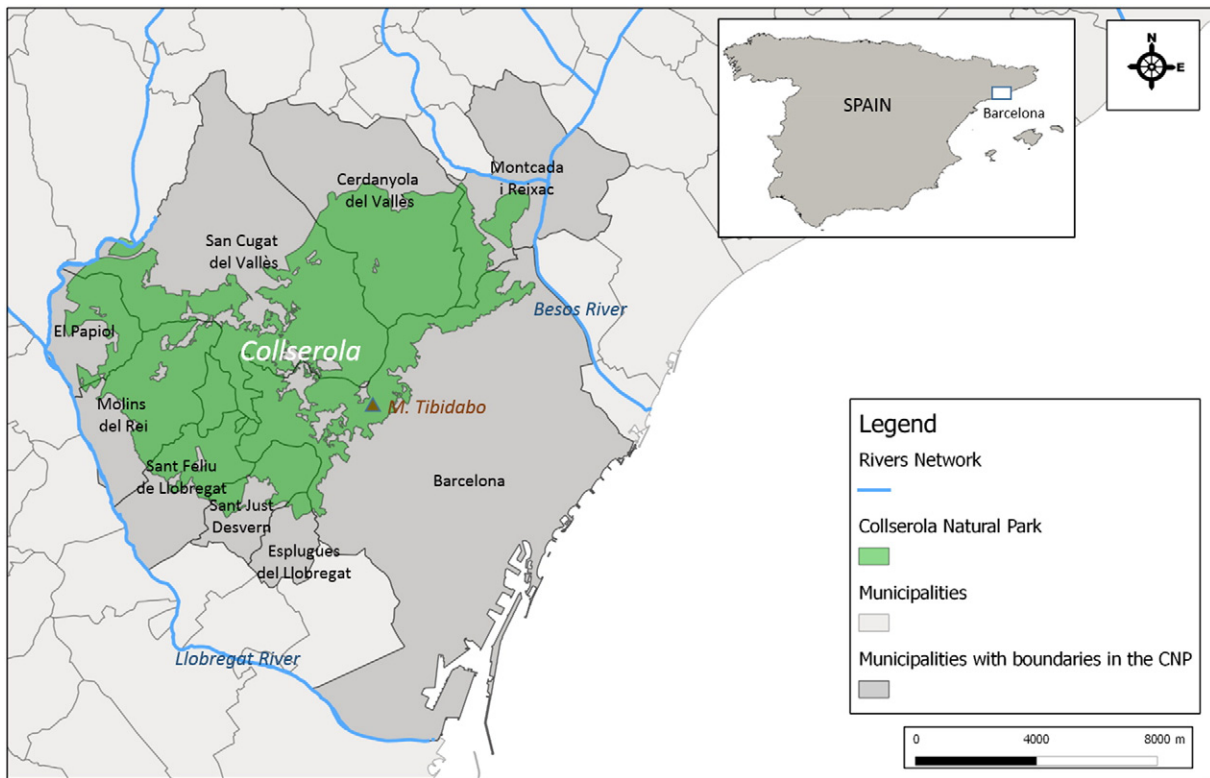 N
E
SPAIN
Barcelona
Montcada
i Reixac
Cerdanyola
del Vallès
San Cugat
del Vallès
Besos River
El Papiol
Collserola
M. Tibidabo
Molins
del Rei
Sant Feliu
de Llobregat
Barcelona
Sant Just
Desvern
Esplugues
del Llobregat
Llobregat River
Legend
Rivers Network
Collserola Natural Park
Municipalities
Municipalities with boundaries in the CNP
0 4000 8000 m